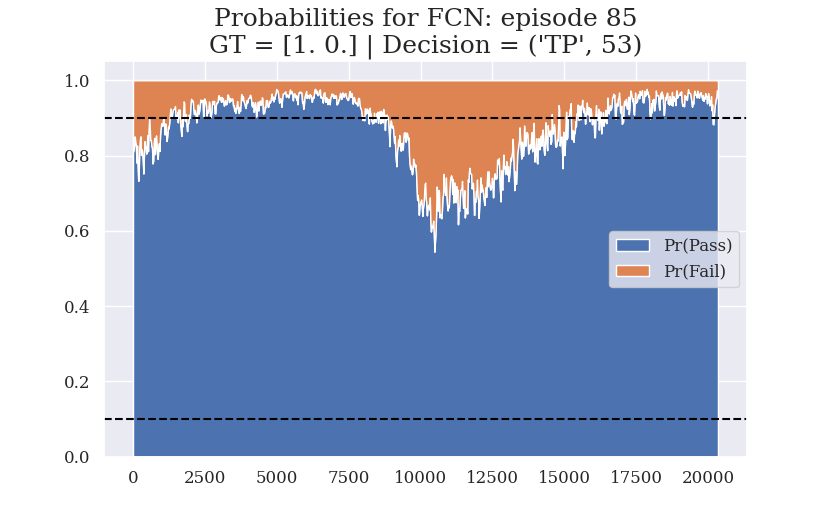 Probabilities for FCN: episode 85
GT = [1. 0.] | Decision = ('TP', 53)
1.0
0.8
0.6
0.4
0.2
0.0
Pr(Pass)
Pr(Fail)
0 2500 5000 7500 10000 12500 15000 17500 20000